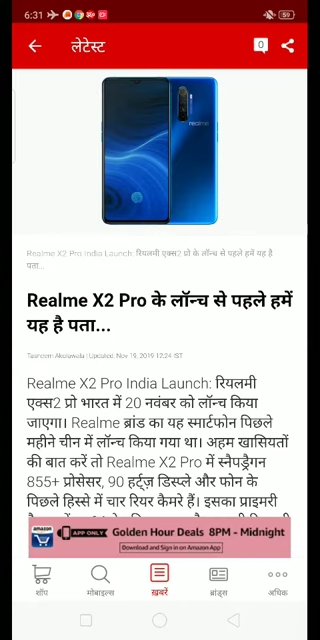 6:31
59
लेटेस्ट
0
realme
Realme X2 Pro India Launch: रियलमी एक्स2 प्रो के लॉन्च से पहले हमें यह है
पता...
Realme X2 Pro के लॉन्च से पहले हमें
यह है पता...
Tasneem Akolawala | Updated: Nov 19, 2019 12:24 IST
Realme X2 Pro India Launch: रियलमी
एक्स2 प्रो भारत में 20 नवंबर को लॉन्च किया
जाएगा। Realme ब्रांड का यह स्मार्टफोन पिछले
महीने चीन में लॉन्च किया गया था। अहम खासियतों
की बात करें तो Realme X2 Pro में स्नैपड्रैगन
855+ प्रोसेसर, 90 हर्ट्ज़ डिस्प्ले और फोन के
पिछले हिस्से में चार रियर कैमरे हैं। इसका प्राइमरी
amazon
APP ONLY
Golden Hour Deals 8PM - Midnight
Download and Sign in on Amazon App
शॉप
मोबाइल्स
ख़बरें
ब्रांड्स
अधिक